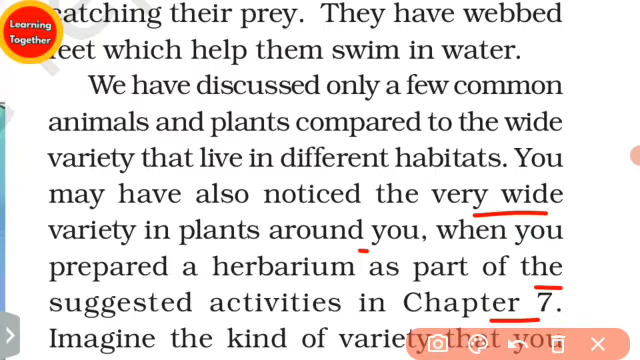 Learning
Together
catching their prey. They have webbed
feet which help them swim in water.
We have discussed only a few common
animals and plants compared to the wide
variety that live in different habitats. You
may have also noticed the very wide
variety in plants around you, when you
prepared a herbarium as part of the
suggested activities in Chapter 7.
Imagine the kind of variety that you